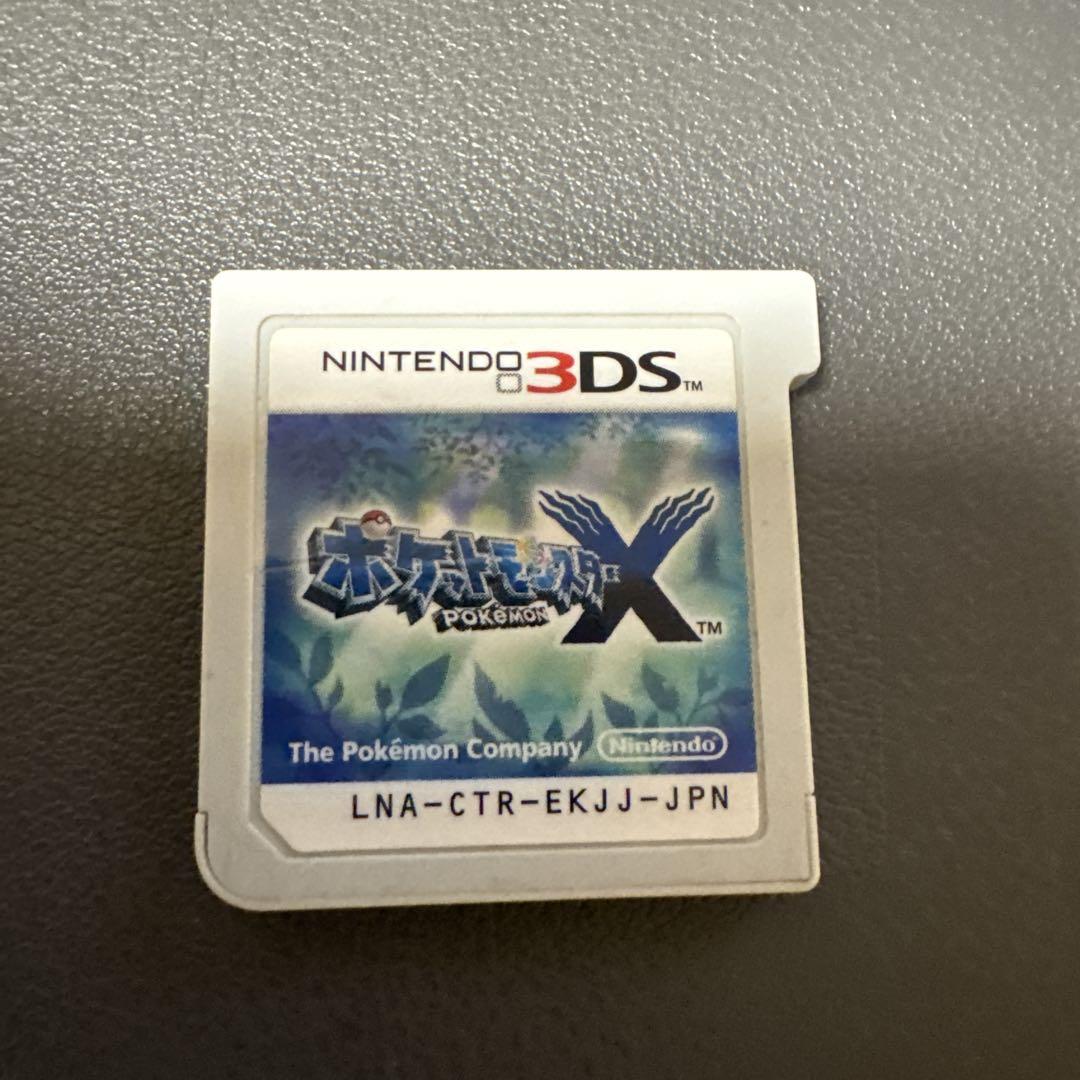 NINTENDO 3DS™
ポケットモンスター X™
POKéMON
The Pokémon Company Nintendo
LNA-CTR-EKJJ-JPN